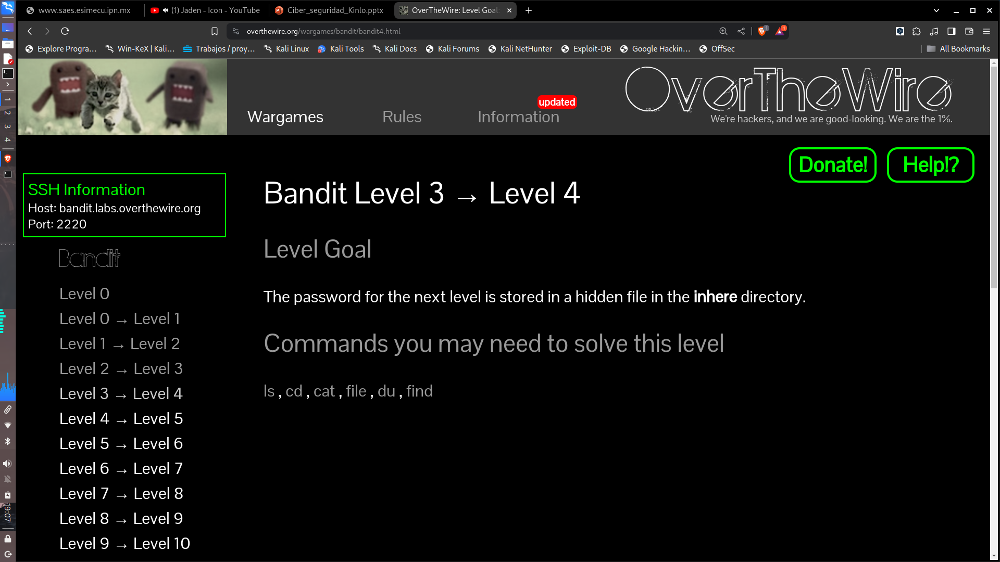 www.saes.esimecu.ipn.mx
(1) Jaden - Icon - YouTube
Ciber_seguridad_Kinlo.pptx
OverTheWire: Level Goal:
overthewire.org/wargames/bandit/bandit4.html
1
1
Explore Progra...
Win-KeX | Kali...
Trabajos / proy...
Kali Linux
Kali Tools
Kali Docs
Kali Forums
Kali NetHunter
Exploit-DB
Google Hackin...
OffSec
All Bookmarks
1
2
3
4
19:07
Wargames
Rules
Information
updated
OverTheWire
We're hackers, and we are good-looking. We are the 1%.
Donate!
Help!?
SSH Information
Host: bandit.labs.overthewire.org
Port: 2220
Bandit
Level 0
Level 0 → Level 1
Level 1 → Level 2
Level 2 → Level 3
Level 3 → Level 4
Level 4 → Level 5
Level 5 → Level 6
Level 6 → Level 7
Level 7 → Level 8
Level 8 → Level 9
Level 9 → Level 10
Bandit Level 3 → Level 4
Level Goal
The password for the next level is stored in a hidden file in the inhere directory.
Commands you may need to solve this level
ls , cd , cat , file , du , find